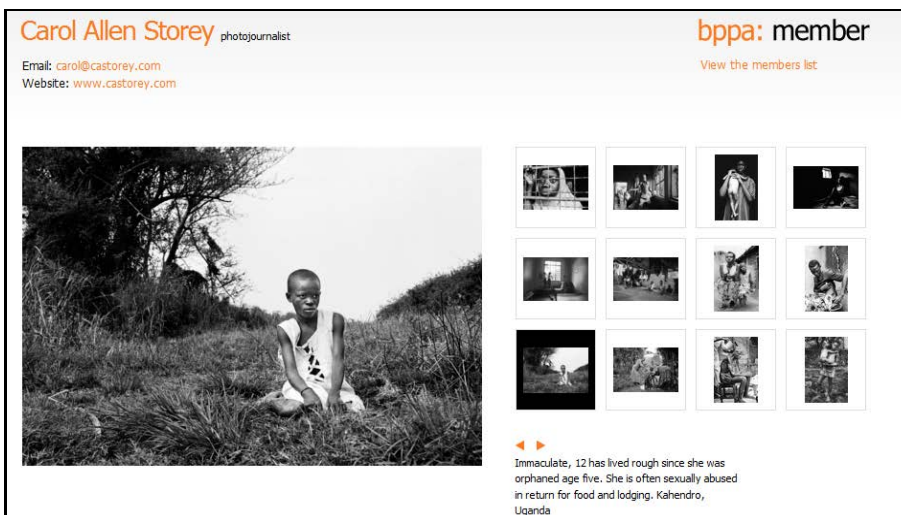 Carol Allen Storey photojournalist
bppa: member
Email: carol@castorey.com
Website: www.castorey.com
View the members list
Immaculate, 12 has lived rough since she was
orphaned age five. She is often sexually abused
in return for food and lodging. Kahendro,
Uganda